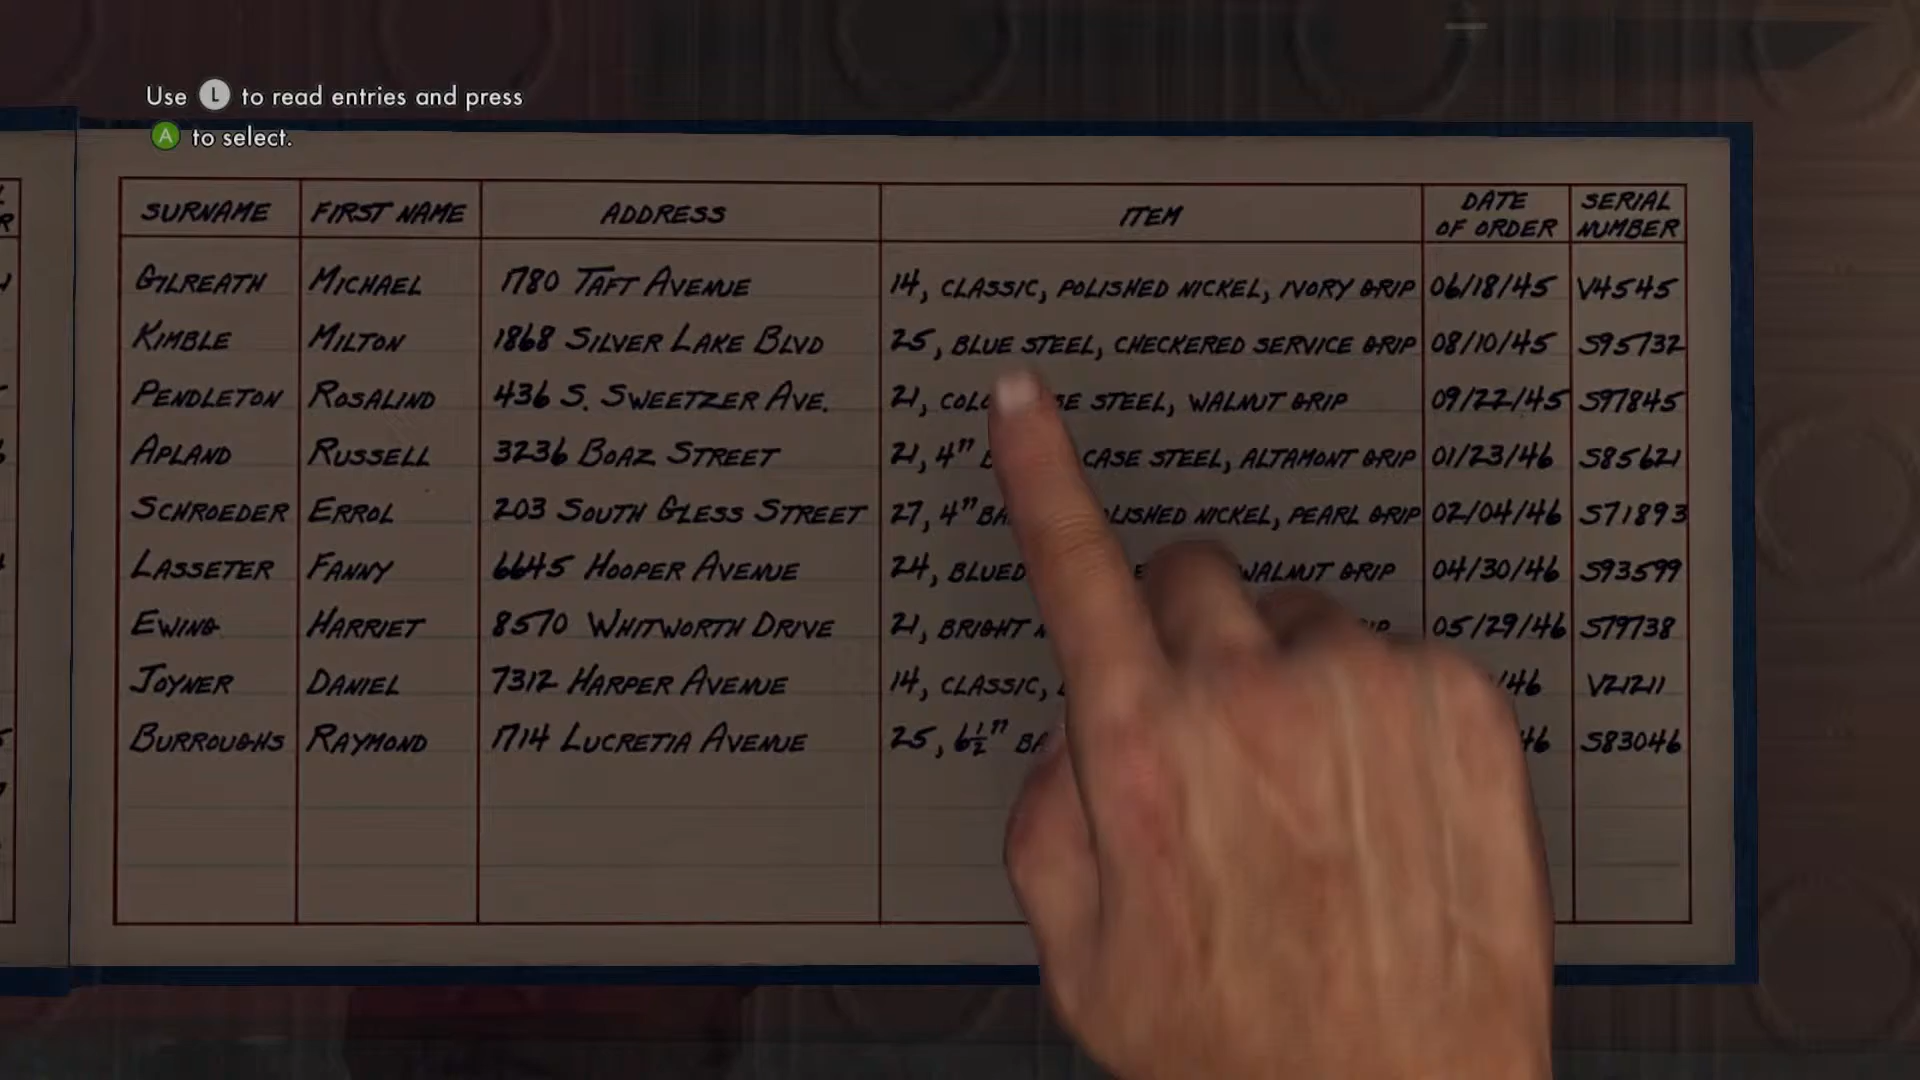 Use L to read entries and press
A to select.
SURNAME FIRST NAME ADDRESS ITEM DATE OF ORDER SERIAL NUMBER
GILREATH MICHAEL 1780 TAFT AVENUE 14, CLASSIC, POLISHED NICKEL, IVORY GRIP 06/18/45 V4545
KIMBLE MILTON 1868 SILVER LAKE BLVD 25, BLUE STEEL, CHECKERED SERVICE GRIP 08/10/45 S95732
PENDLETON ROSALIND 436 S. SWEETZER AVE. 21, STEEL, WALNUT GRIP 09/22/45 S97845
APLAND RUSSELL 3236 BOAZ STREET 21, 4" CASE STEEL, ALTAMONT GRIP 01/23/46 S85621
SCHROEDER ERROL 203 SOUTH GLESS STREET 27, 4" NICKEL, PEARL GRIP 02/04/46 S71893
LASSETER FANNY 6645 HOOPER AVENUE 24, BLUED WALNUT GRIP 04/30/46 S93599
EWING HARRIET 8570 WHITWORTH DRIVE 21, BRIGHT 05/29/46 S79738
JOYNER DANIEL 7312 HARPER AVENUE 14, CLASSIC, /46 V21211
BURROUGHS RAYMOND 1714 LUCRETIA AVENUE 25, 6½" 46 S83046